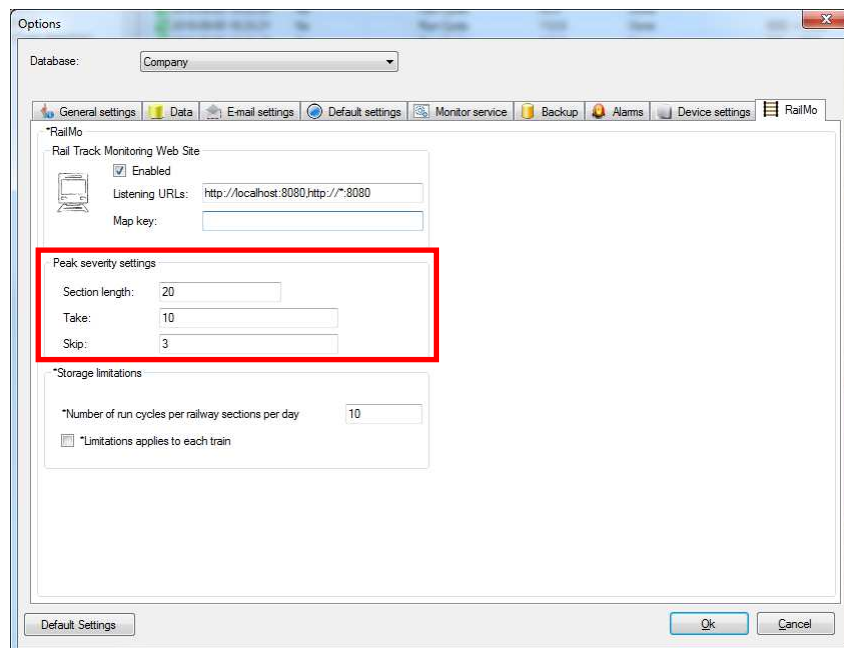 Options
Database: Company
General settings Data E-mail settings Default settings Monitor service Backup Alarms Device settings RailMo
*RailMo
Rail Track Monitoring Web Site
Enabled
Listening URLs: http://localhost:8080,http://*:8080
Map key:
Peak severity settings
Section length: 20
Take: 10
Skip: 3
*Storage limitations
*Number of run cycles per railway sections per day 10
*Limitations applies to each train
Default Settings Ok Cancel